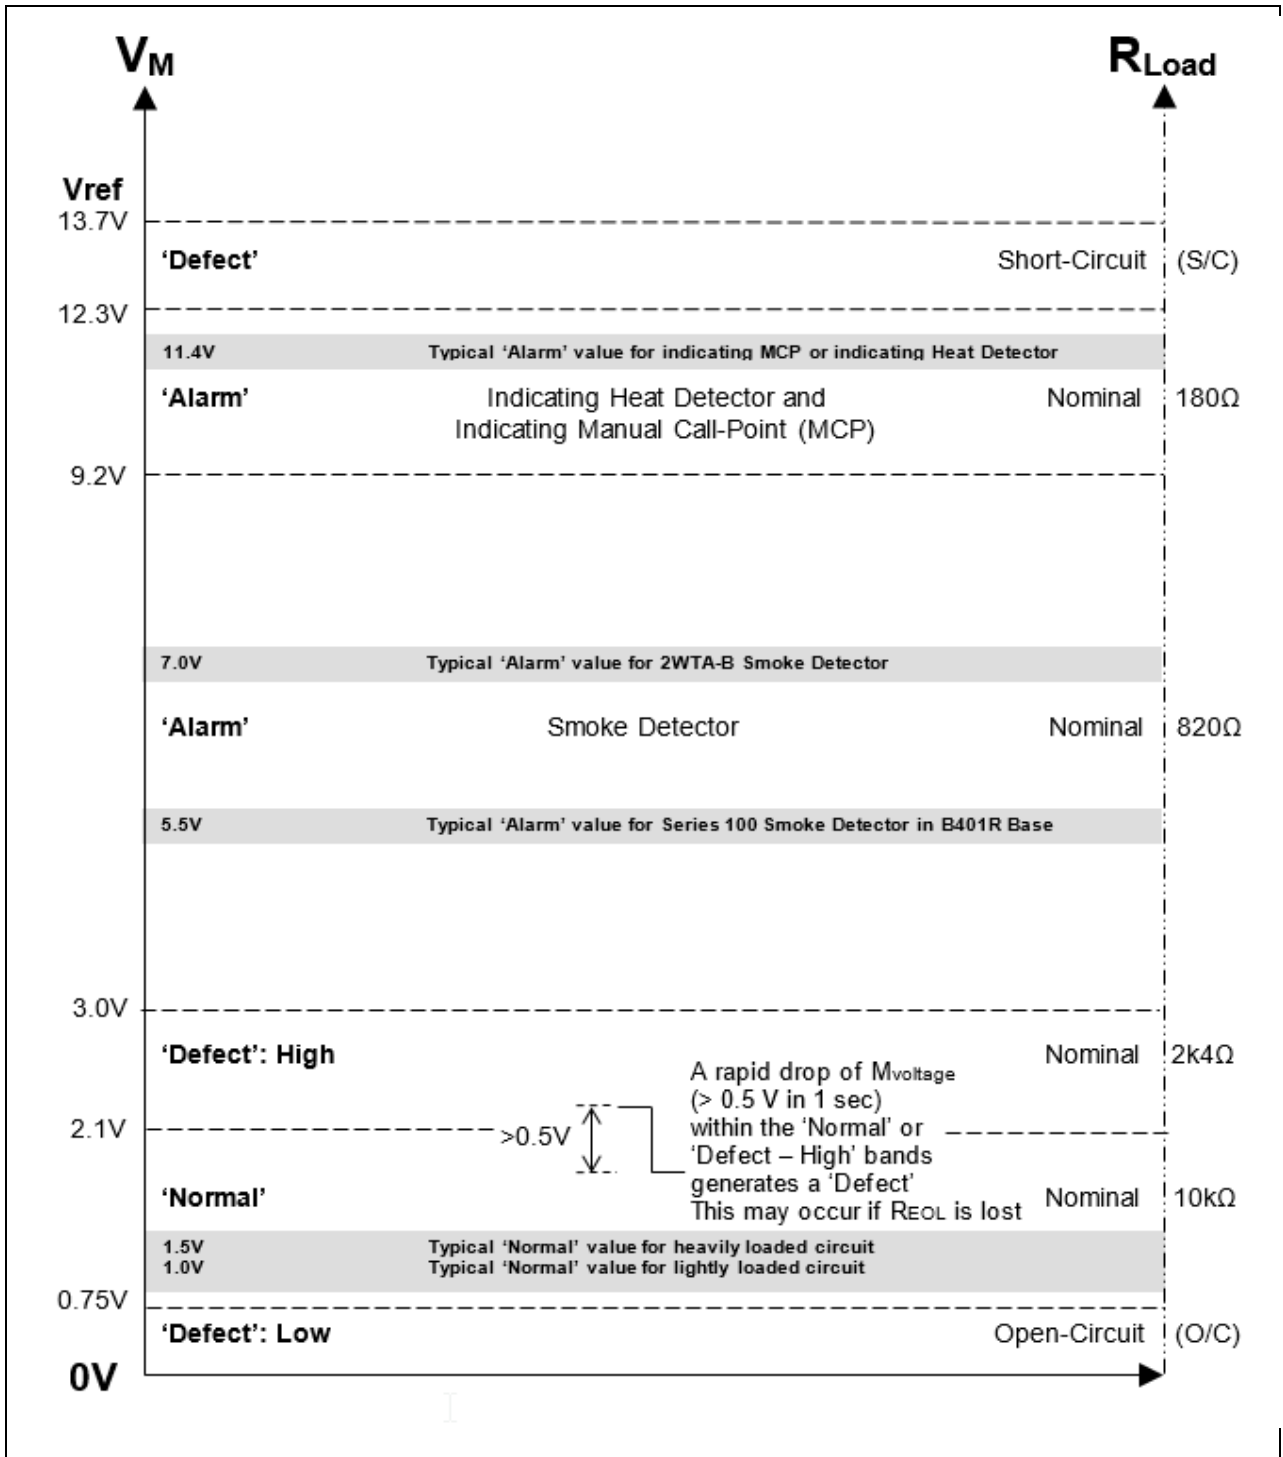 VM RLoad
Vref
13.7V
‘Defect’ Short-Circuit (S/C)
12.3V
11.4V Typical ‘Alarm’ value for indicating MCP or indicating Heat Detector
‘Alarm’ Indicating Heat Detector and Nominal 180Ω
Indicating Manual Call-Point (MCP)
9.2V
7.0V Typical ‘Alarm’ value for 2WTA-B Smoke Detector
‘Alarm’ Smoke Detector Nominal 820Ω
5.5V Typical ‘Alarm’ value for Series 100 Smoke Detector in B401R Base
3.0V
‘Defect’: High Nominal 2k4Ω
A rapid drop of Mvoltage
(> 0.5 V in 1 sec)
2.1V >0.5V within the ‘Normal’ or
‘Defect – High’ bands
generates a ‘Defect’
‘Normal’ This may occur if REOL is lost Nominal 10kΩ
1.5V Typical ‘Normal’ value for heavily loaded circuit
1.0V Typical ‘Normal’ value for lightly loaded circuit
0.75V
‘Defect’: Low Open-Circuit (O/C)
0V